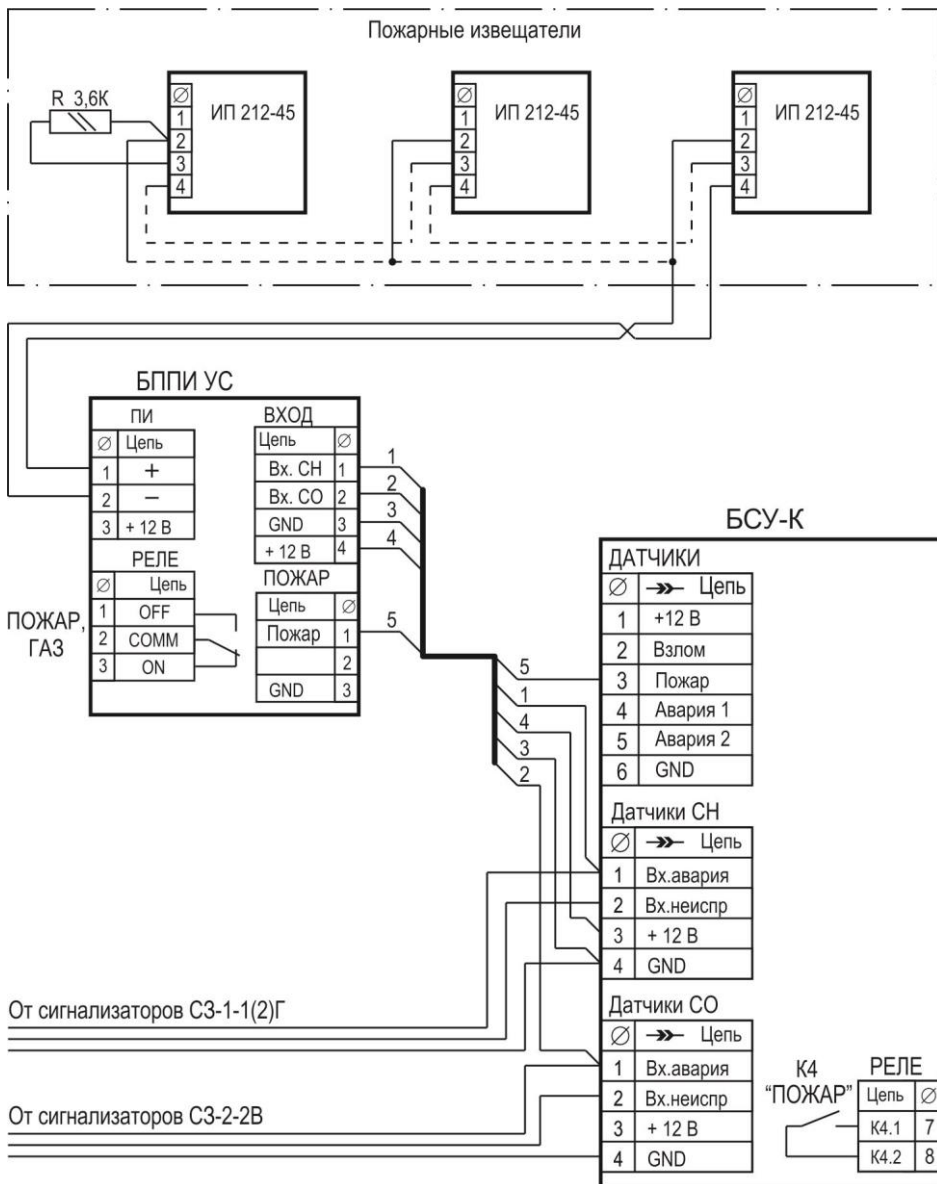 Пожарные извещатели
R 3,6K
∅
1
2
3
4
ИП 212-45
∅
1
2
3
4
ИП 212-45
∅
1
2
3
4
ИП 212-45
БППИ УС
ПИ
∅ Цепь
1 +
2 −
3 + 12 В
РЕЛЕ
∅ Цепь
1 OFF
2 COMM
3 ON
ПОЖАР,
ГАЗ
ВХОД
Цепь ∅
Вх. CH 1
Вх. CO 2
GND 3
+ 12 В 4
ПОЖАР
Цепь ∅
Пожар 1
2
GND 3
1
2
3
4
5
5
1
4
3
2
БСУ-К
ДАТЧИКИ
∅ Цепь
1 +12 В
2 Взлом
3 Пожар
4 Авария 1
5 Авария 2
6 GND
Датчики CH
∅ Цепь
1 Вх.авария
2 Вх.неиспр
3 + 12 В
4 GND
Датчики CO
∅ Цепь
1 Вх.авария
2 Вх.неиспр
3 + 12 В
4 GND
От сигнализаторов СЗ-1-1(2)Г
От сигнализаторов СЗ-2-2В
К4
"ПОЖАР"
РЕЛЕ
Цепь ∅
К4.1 7
К4.2 8